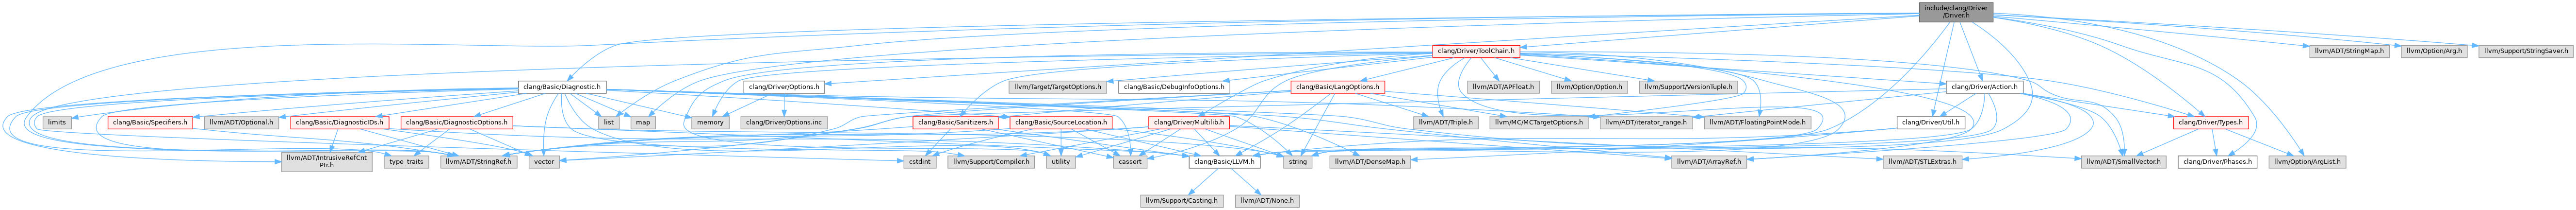 include/clang/Driver
/Driver.h
clang/Driver/ToolChain.h
llvm/ADT/StringMap.h
llvm/Option/Arg.h
llvm/Support/StringSaver.h
clang/Basic/Diagnostic.h
clang/Driver/Options.h
llvm/Target/TargetOptions.h
clang/Basic/DebugInfoOptions.h
clang/Basic/LangOptions.h
llvm/ADT/APFloat.h
llvm/Option/Option.h
llvm/Support/VersionTuple.h
clang/Driver/Action.h
limits
clang/Basic/Specifiers.h
llvm/ADT/Optional.h
clang/Basic/DiagnosticIDs.h
clang/Basic/DiagnosticOptions.h
list
map
memory
clang/Driver/Options.inc
clang/Basic/Sanitizers.h
clang/Basic/SourceLocation.h
clang/Driver/Multilib.h
llvm/ADT/Triple.h
llvm/MC/MCTargetOptions.h
llvm/ADT/iterator_range.h
llvm/ADT/FloatingPointMode.h
clang/Driver/Util.h
clang/Driver/Types.h
llvm/ADT/IntrusiveRefCnt
Ptr.h
type_traits
llvm/ADT/StringRef.h
vector
cstdint
llvm/Support/Compiler.h
utility
cassert
clang/Basic/LLVM.h
string
llvm/ADT/DenseMap.h
llvm/ADT/ArrayRef.h
llvm/ADT/STLExtras.h
llvm/ADT/SmallVector.h
clang/Driver/Phases.h
llvm/Option/ArgList.h
llvm/Support/Casting.h
llvm/ADT/None.h